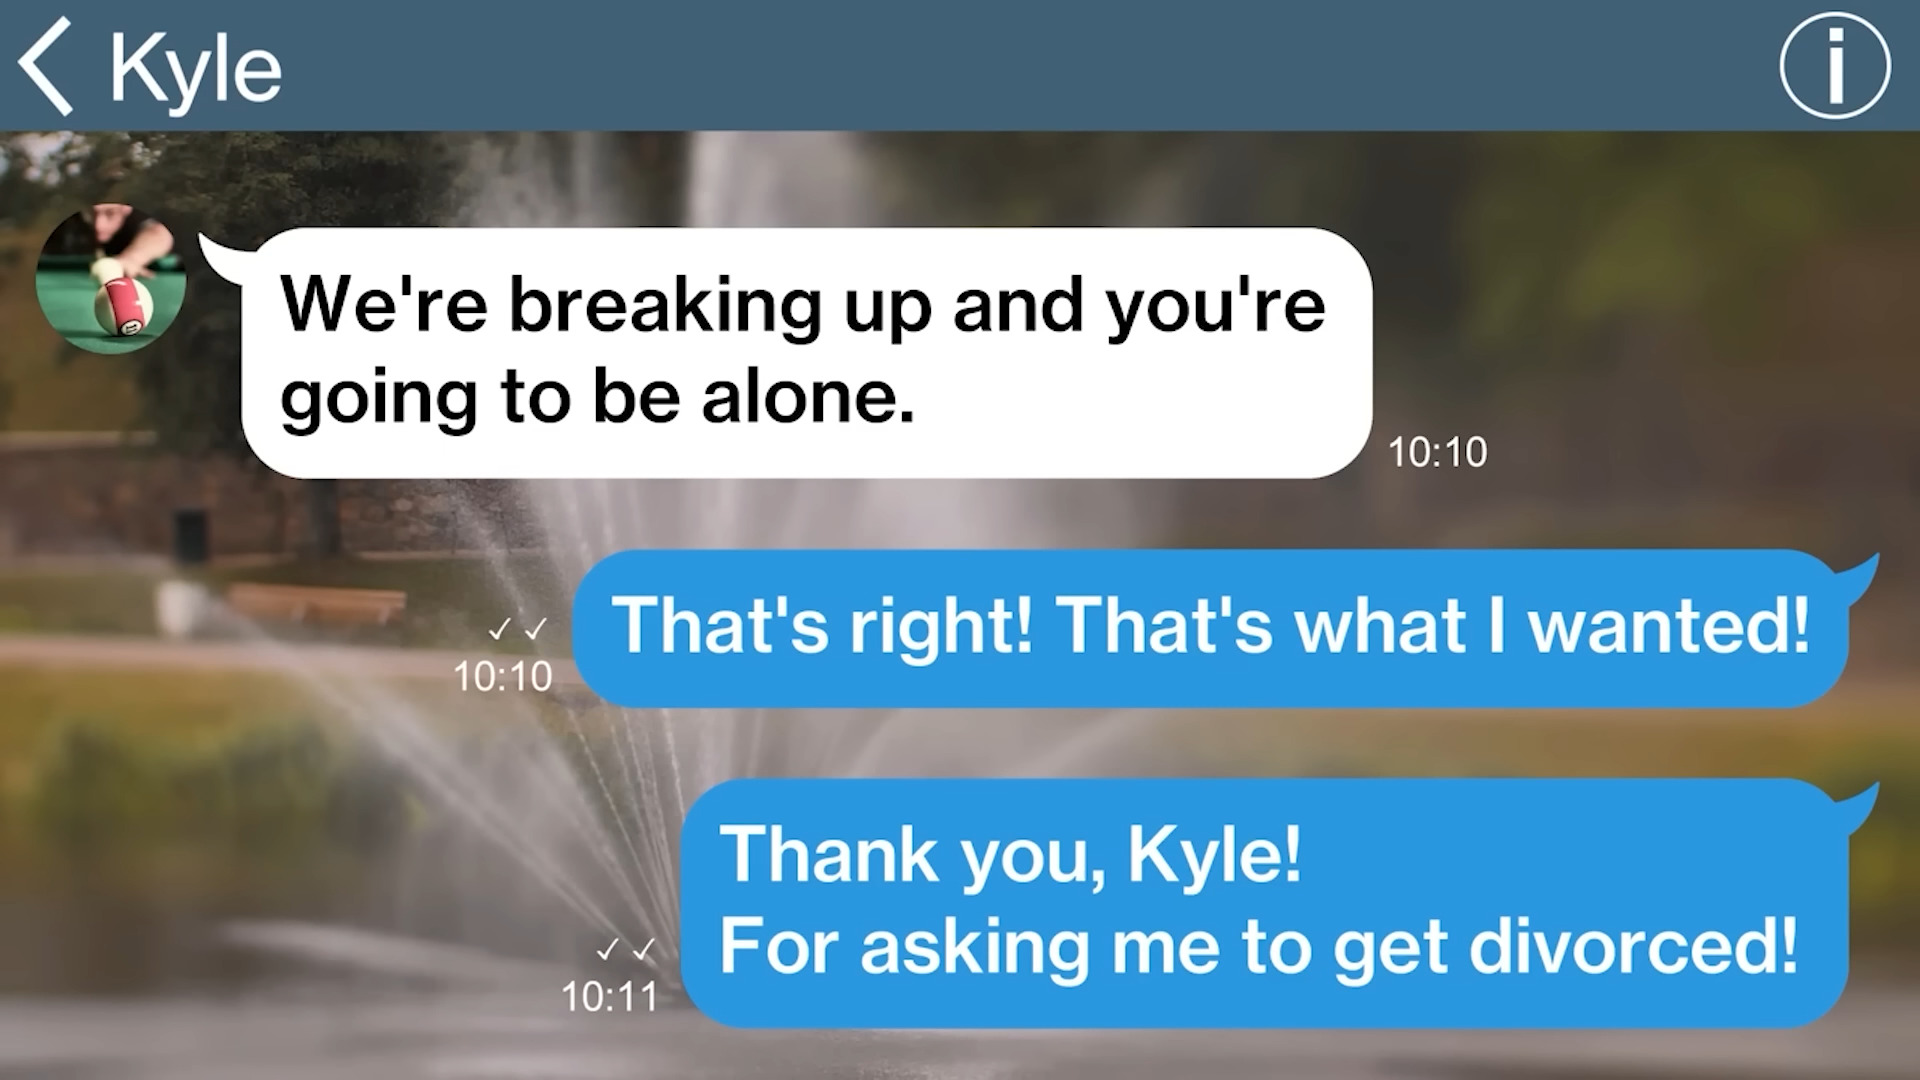 Kyle
We're breaking up and you're
going to be alone.
10:10
That's right! That's what I wanted!
10:10
Thank you, Kyle!
For asking me to get divorced!
10:11